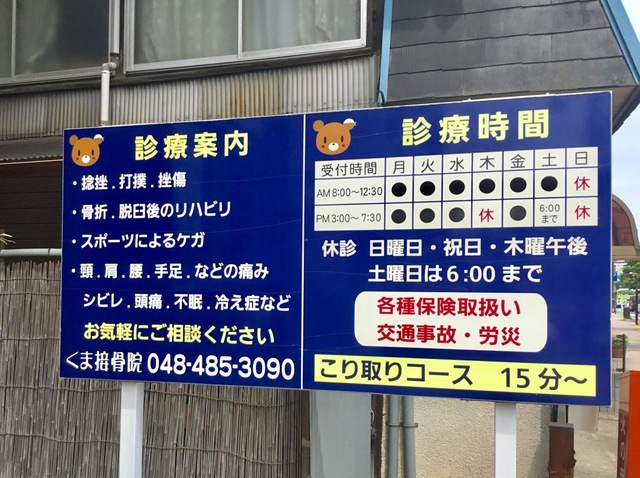 診療案内
・捻挫.打撲.挫傷
・骨折.脱臼後のリハビリ
・スポーツによるケガ
・頸.肩.腰.手足.などの痛み
シビレ.頭痛.不眠.冷え症など
お気軽にご相談ください
くま接骨院 048-485-3090
診療時間
受付時間 月 火 水 木 金 土 日
AM 8:00〜12:30 ● ● ● ● ● ● 休
PM 3:00〜7:30 ● ● ● 休 ● 6:00まで 休
休診 日曜日・祝日・木曜午後
土曜日は6:00まで
各種保険取扱い
交通事故・労災
こり取りコース 15分〜